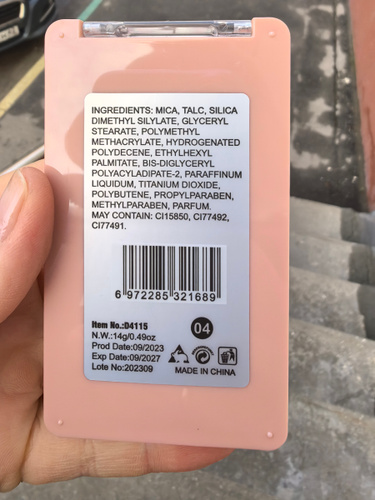 INGREDIENTS: MICA, TALC, SILICA
DIMETHYL SILYLATE, GLYCERYL
STEARATE, POLYMETHYL
METHACRYLATE, HYDROGENATED
POLYDECENE, ETHYLHEXYL
PALMITATE, BIS-DIGLYCERYL
POLYACYLADIPATE-2, PARAFFINUM
LIQUIDUM, TITANIUM DIOXIDE,
POLYBUTENE, PROPYLPARABEN,
METHYLPARABEN, PARFUM.
MAY CONTAIN: CI15850, CI77492,
CI77491.
6 972285 321689
Item No.:D4115
04
N.W.:14g/0.49oz
Prod Date:09/2023
Exp Date:09/2027
Lote No:202309
MADE IN CHINA